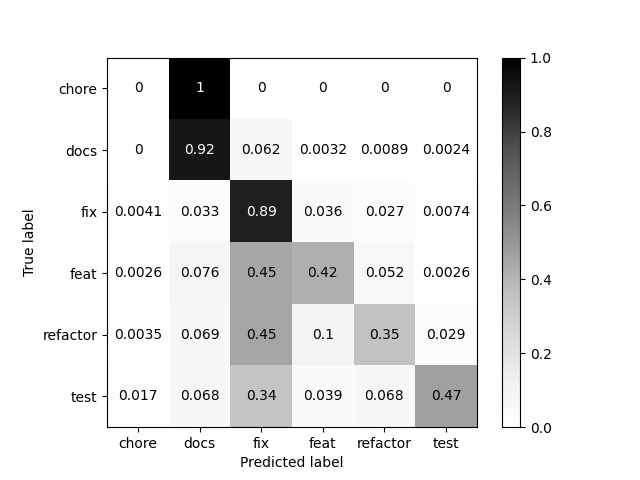 chore 0 1 0 0 0 0
docs 0 0.92 0.062 0.0032 0.0089 0.0024
fix 0.0041 0.033 0.89 0.036 0.027 0.0074
feat 0.0026 0.076 0.45 0.42 0.052 0.0026
refactor 0.0035 0.069 0.45 0.1 0.35 0.029
test 0.017 0.068 0.34 0.039 0.068 0.47
chore docs fix feat refactor test
Predicted label
True label
1.0
0.8
0.6
0.4
0.2
0.0